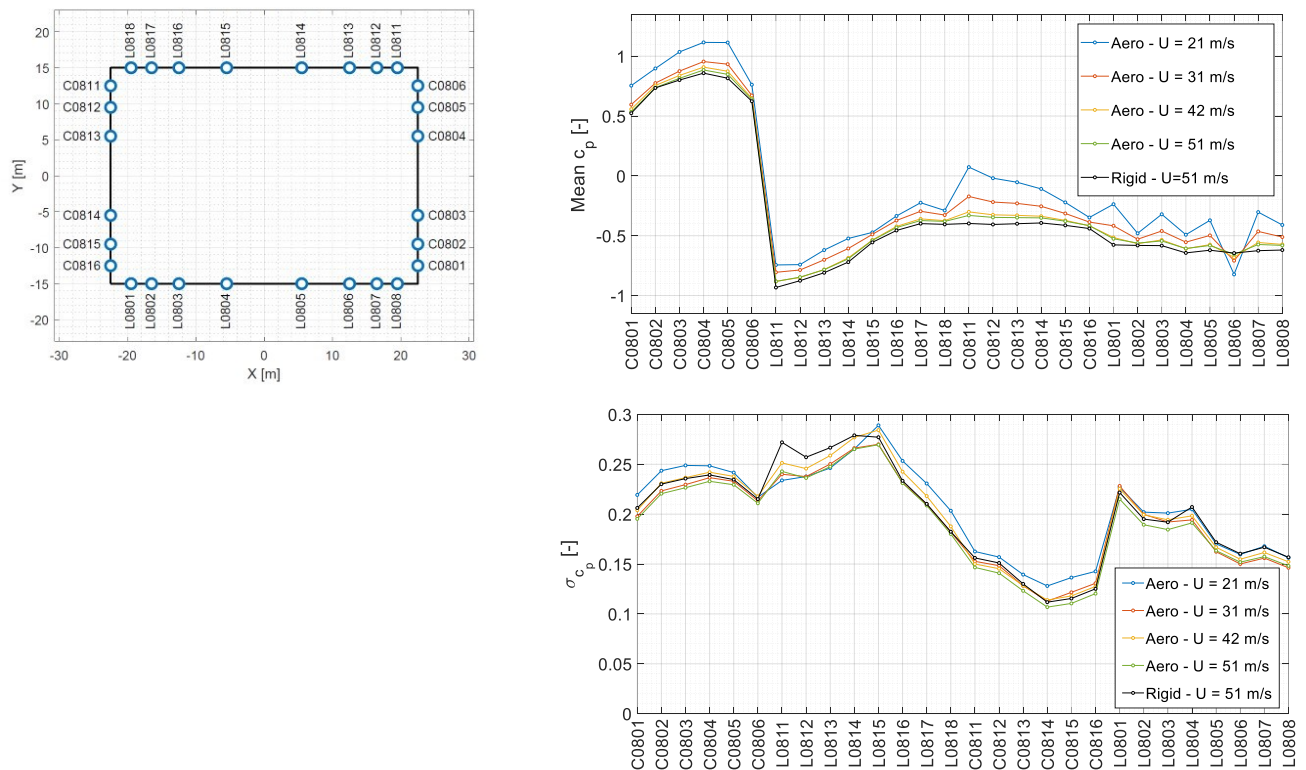 L0818 L0817 L0816 L0815 L0814 L0813 L0812 L0811
20
15
10
5
0
-5
-10
-15
-20
Y [m]
C0811
C0812
C0813
C0814
C0815
C0816
C0806
C0805
C0804
C0803
C0802
C0801
L0801 L0802 L0803 L0804 L0805 L0806 L0807 L0808
-30 -20 -10 0 10 20 30
X [m]
Mean cp [-]
1
0.5
0
-0.5
-1
Aero - U = 21 m/s
Aero - U = 31 m/s
Aero - U = 42 m/s
Aero - U = 51 m/s
Rigid - U=51 m/s
C0801 C0802 C0803 C0804 C0805 C0806 L0811 L0812 L0813 L0814 L0815 L0816 L0817 L0818 C0811 C0812 C0813 C0814 C0815 C0816 L0801 L0802 L0803 L0804 L0805 L0806 L0807 L0808
σcp [-]
0.3
0.25
0.2
0.15
0.1
0.05
0
Aero - U = 21 m/s
Aero - U = 31 m/s
Aero - U = 42 m/s
Aero - U = 51 m/s
Rigid - U = 51 m/s
C0801 C0802 C0803 C0804 C0805 C0806 L0811 L0812 L0813 L0814 L0815 L0816 L0817 L0818 C0811 C0812 C0813 C0814 C0815 C0816 L0801 L0802 L0803 L0804 L0805 L0806 L0807 L0808